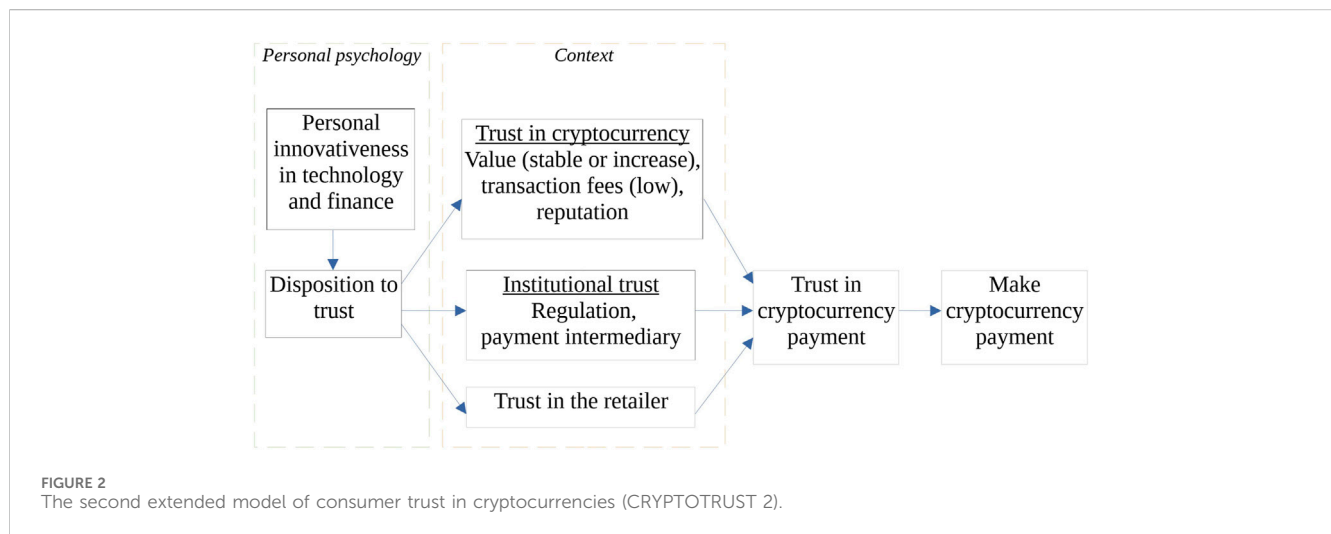 Personal psychology
Context
Personal
innovativeness
in technology
and finance
Disposition to
trust
Trust in cryptocurrency
Value (stable or increase),
transaction fees (low),
reputation
Institutional trust
Regulation,
payment intermediary
Trust in the retailer
Trust in
cryptocurrency
payment
Make
cryptocurrency
payment
FIGURE 2
The second extended model of consumer trust in cryptocurrencies (CRYPTOTRUST 2).